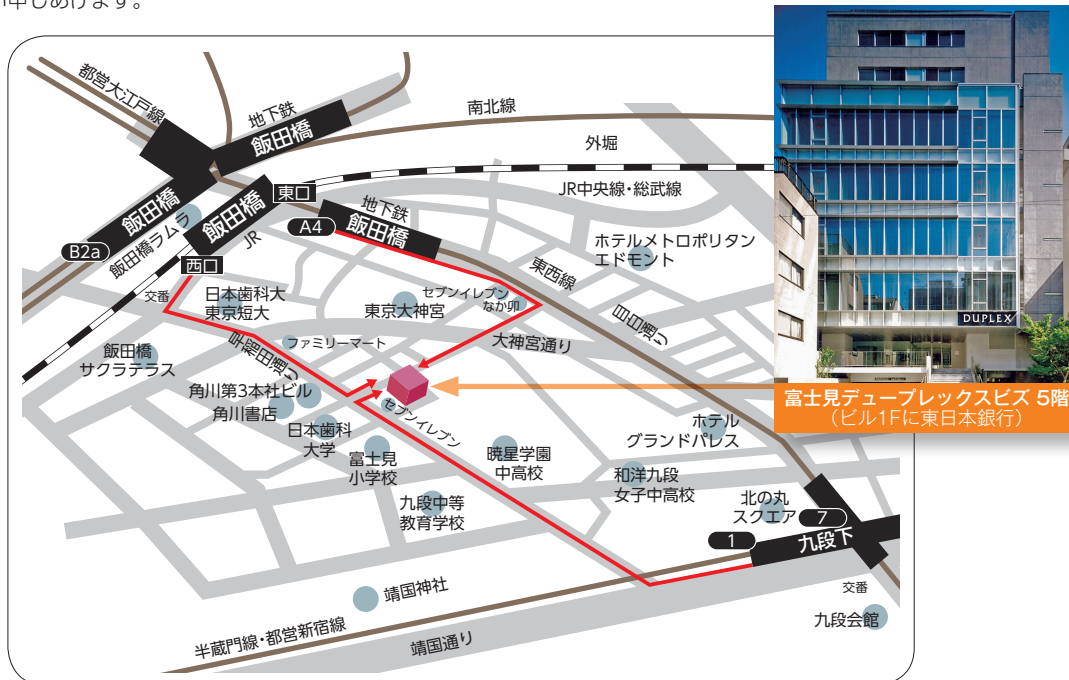 い申しあげます。
都営大江戸線
地下鉄
飯田橋
南北線
外堀
JR中央線・総武線
飯田橋
飯田橋
東口
地下鉄
飯田橋
A4
B2a
飯田橋ラムラ
JR
西口
交番
日本歯科大
東京短大
東京大神宮
セブンイレブン
なか卯
東西線
ホテルメトロポリタン
エドモント
目白通り
大神宮通り
早稲田通り
ファミリーマート
飯田橋
サクラテラス
角川第3本社ビル
角川書店
日本歯科
大学
セブンイレブン
富士見
小学校
暁星学園
中高校
ホテル
グランドパレス
和洋九段
女子中高校
九段中等
教育学校
北の丸
スクエア
7
1
九段下
交番
九段会館
靖国神社
半蔵門線・都営新宿線
靖国通り
DUPLEX
富士見デュープレックスビズ 5階
（ビル1Fに東日本銀行）